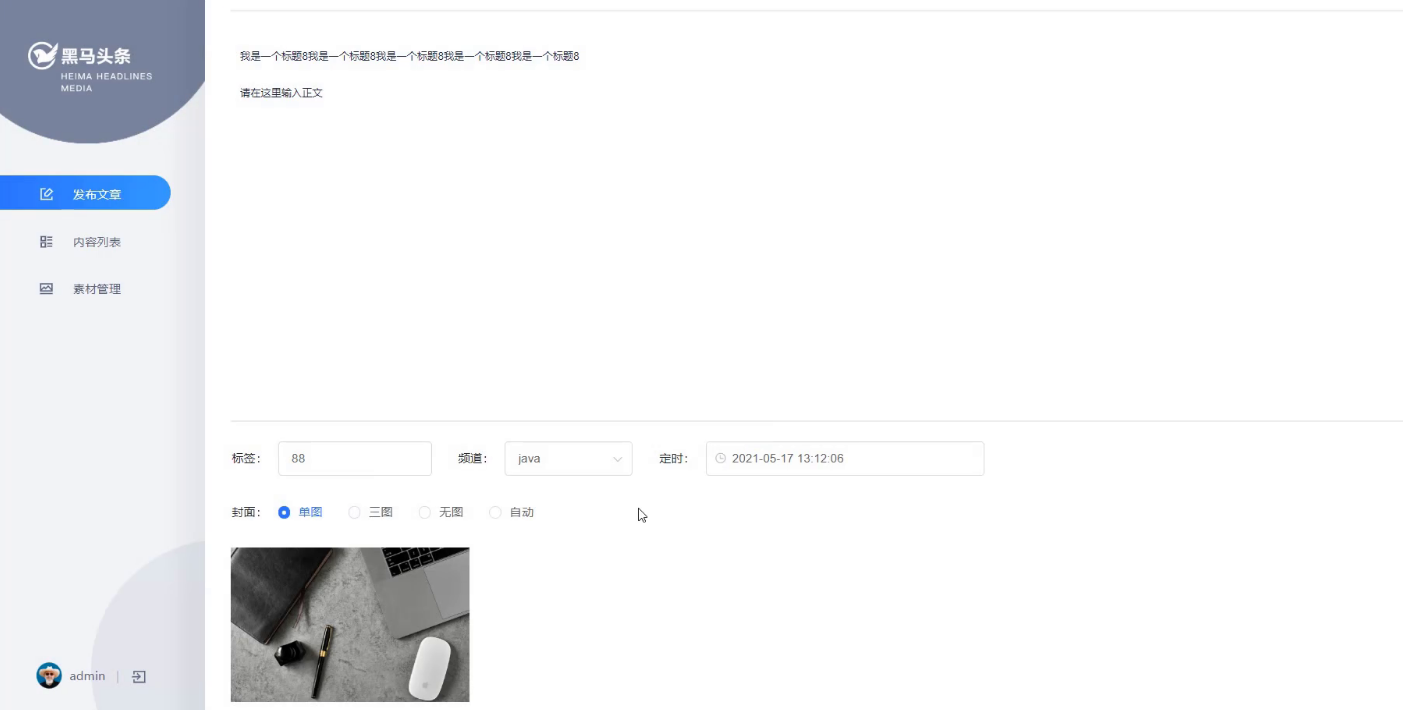 黑马头条
HEIMA HEADLINES
MEDIA
发布文章
内容列表
素材管理
admin
我是一个标题8我是一个标题8我是一个标题8我是一个标题8我是一个标题8
请在这里输入正文
标签： 88 频道： java 定时： 2021-05-17 13:12:06
封面： 单图 三图 无图 自动